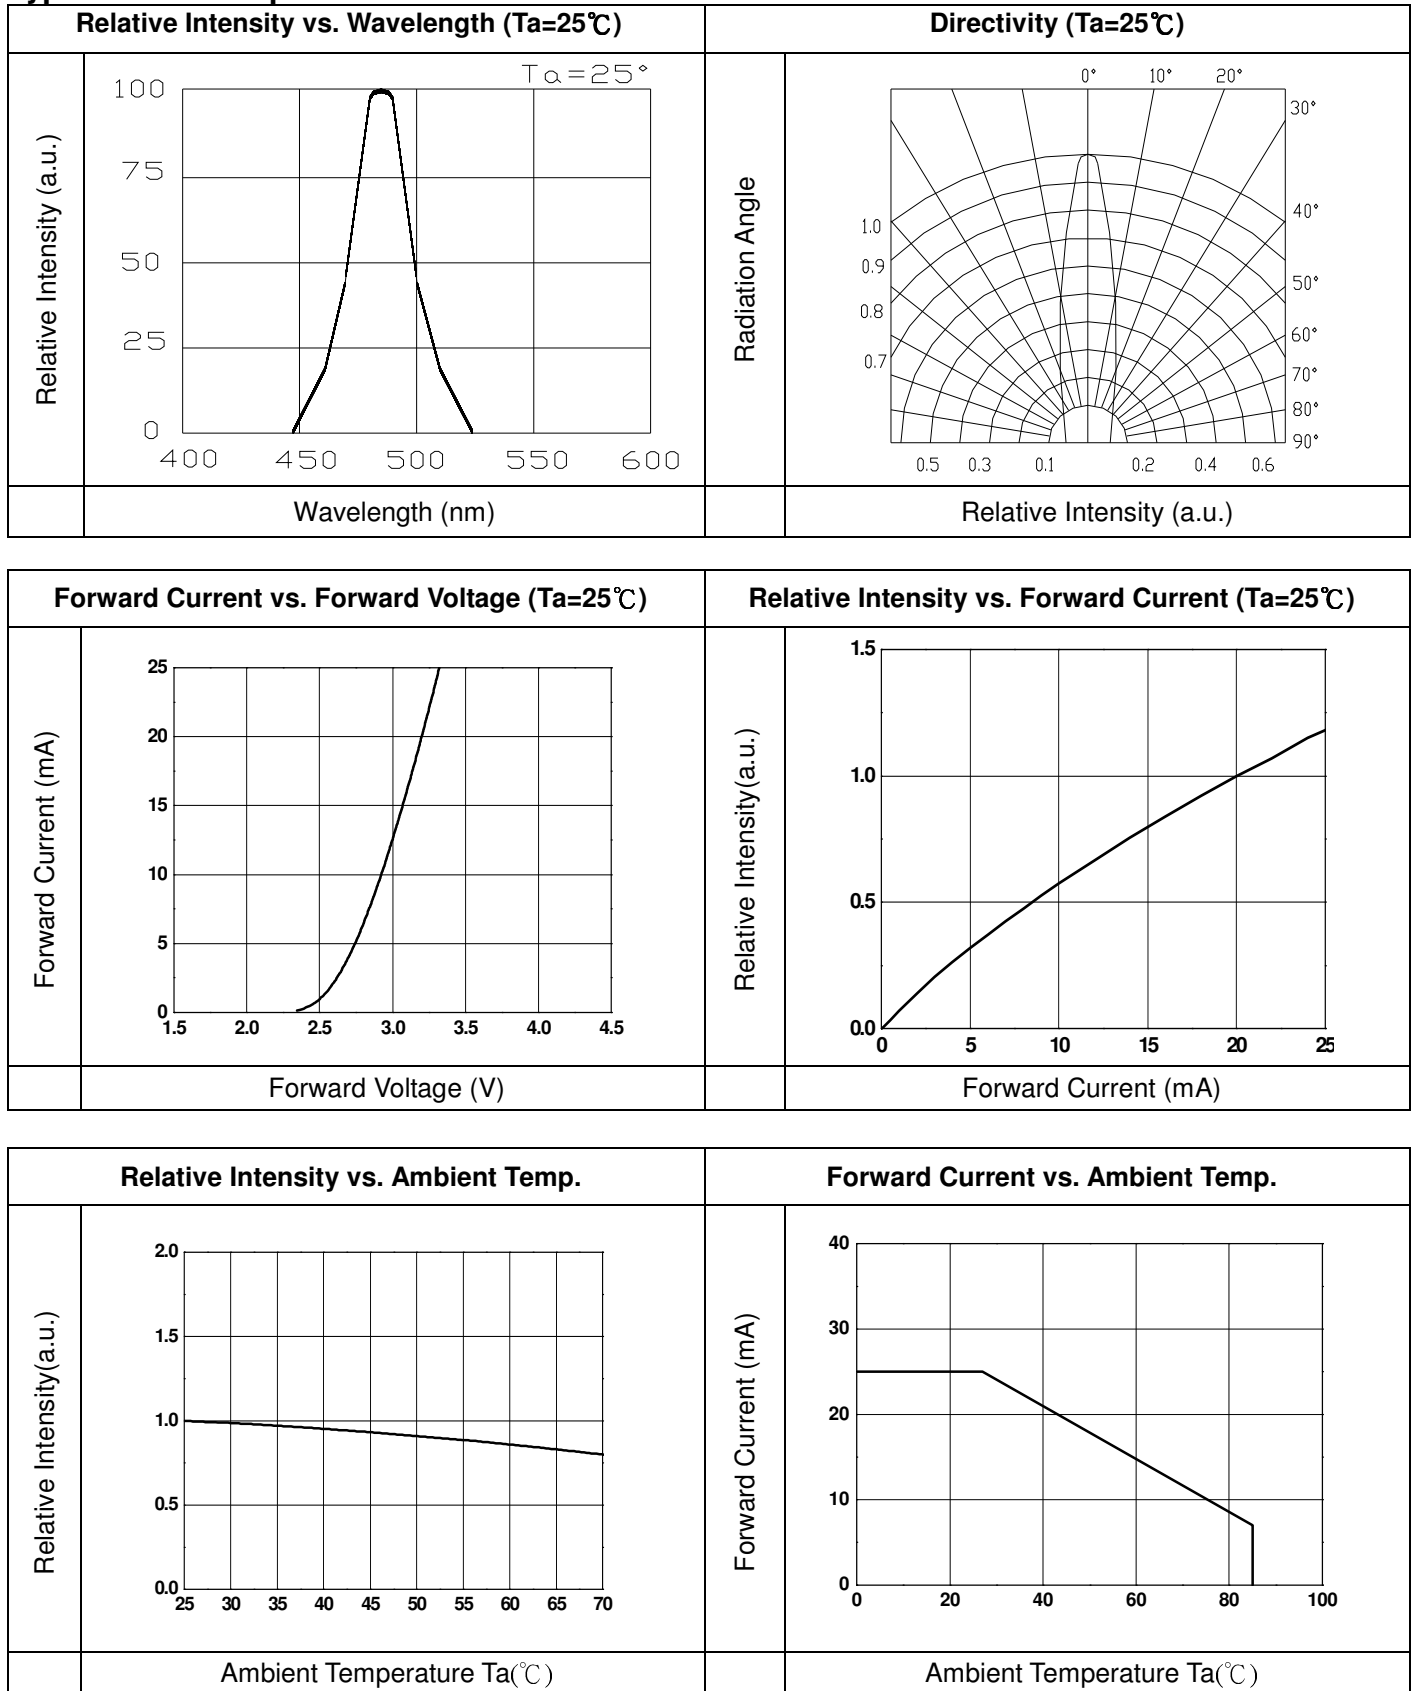 Relative Intensity vs. Wavelength (Ta=25℃)
Directivity (Ta=25℃)
Relative Intensity (a.u.)
Ta=25°
100
75
50
25
0
400 450 500 550 600
Wavelength (nm)
Radiation Angle
0° 10° 20°
30°
40°
50°
60°
70°
80°
90°
1.0
0.9
0.8
0.7
0.5 0.3 0.1 0.2 0.4 0.6
Relative Intensity (a.u.)
Forward Current vs. Forward Voltage (Ta=25℃)
Relative Intensity vs. Forward Current (Ta=25℃)
Forward Current (mA)
25
20
15
10
5
0
1.5 2.0 2.5 3.0 3.5 4.0 4.5
Forward Voltage (V)
Relative Intensity(a.u.)
1.5
1.0
0.5
0.0
0 5 10 15 20 25
Forward Current (mA)
Relative Intensity vs. Ambient Temp.
Forward Current vs. Ambient Temp.
Relative Intensity(a.u.)
2.0
1.5
1.0
0.5
0.0
25 30 35 40 45 50 55 60 65 70
Ambient Temperature Ta(℃)
Forward Current (mA)
40
30
20
10
0
0 20 40 60 80 100
Ambient Temperature Ta(℃)